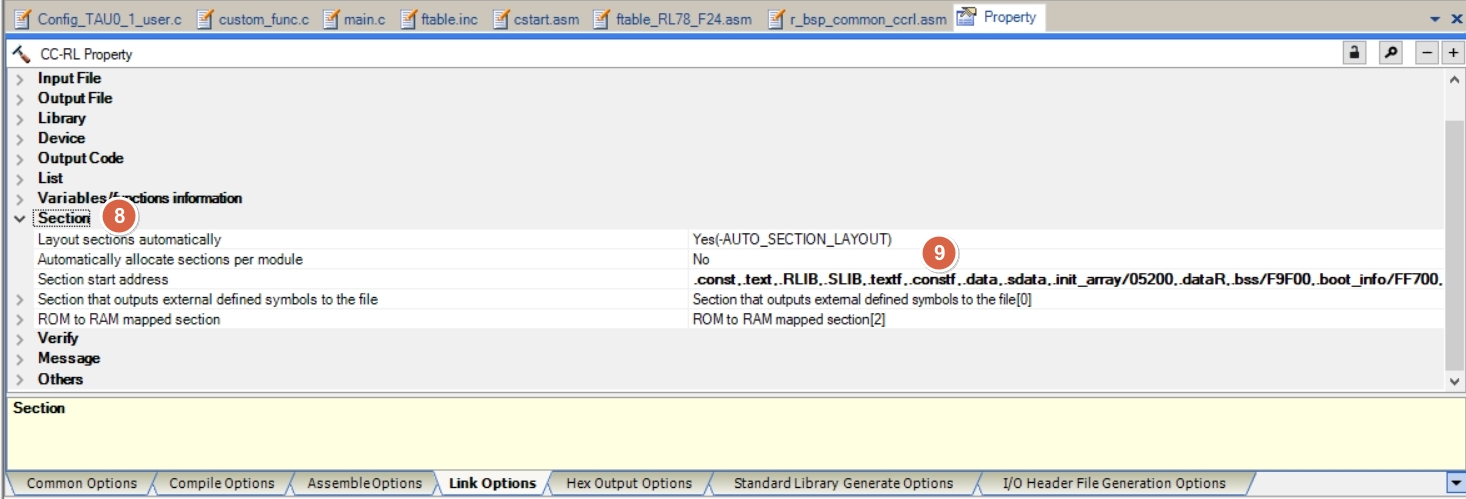 Config_TAU0_1_user.c custom_func.c main.c ftable.inc cstart.asm ftable_RL78_F24.asm r_bsp_common_ccrl.asm Property
CC-RL Property
Input File
Output File
Library
Device
Output Code
List
Variables/functions information
Section 8
Layout sections automatically Yes(-AUTO_SECTION_LAYOUT)
Automatically allocate sections per module No 9
Section start address .const,.text,.RLIB,.SLIB,.textf,.constf,.data,.sdata,.init_array/05200,.dataR,.bss/F9F00,.boot_info/FF700,
Section that outputs external defined symbols to the file Section that outputs external defined symbols to the file[0]
ROM to RAM mapped section ROM to RAM mapped section[2]
Verify
Message
Others
Section
Common Options Compile Options Assemble Options Link Options Hex Output Options Standard Library Generate Options I/O Header File Generation Options